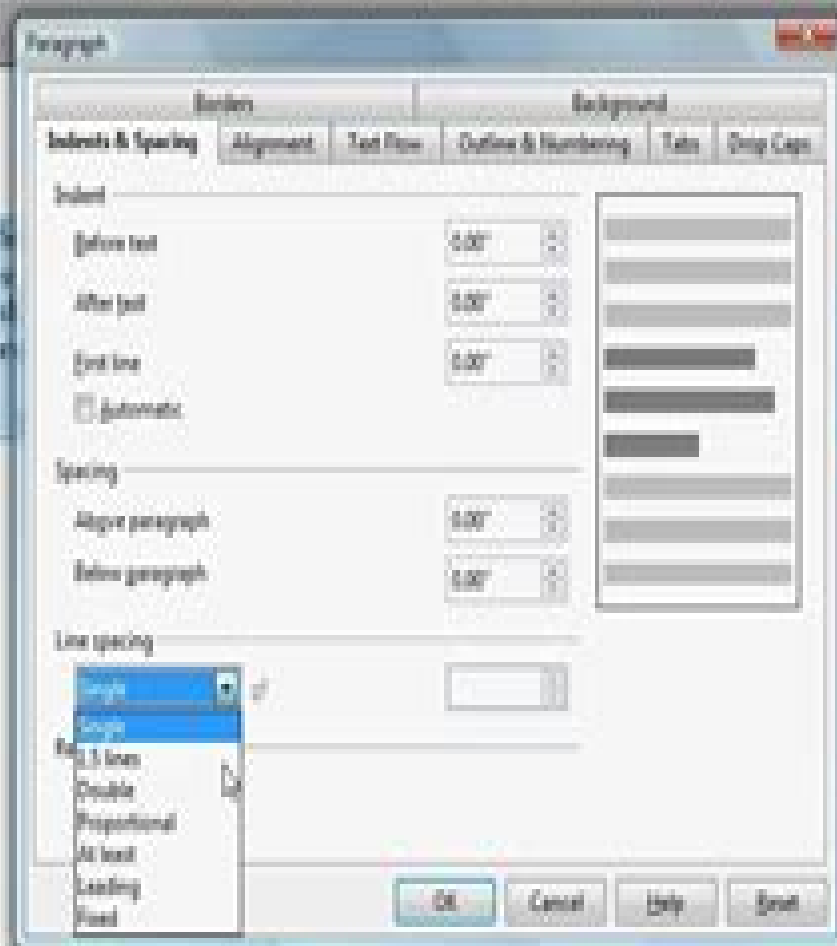 Paragraph
Borders Background
Indents & Spacing Alignment Text Flow Outline & Numbering Tabs Drop Caps
Indent
Before text 0.00"
After text 0.00"
First line 0.00"
Automatic
Spacing
Above paragraph 0.00"
Below paragraph 0.00"
Line spacing
Single of
Single
1.5 lines
Double
Proportional
At least
Leading
Fixed
OK Cancel Help Reset